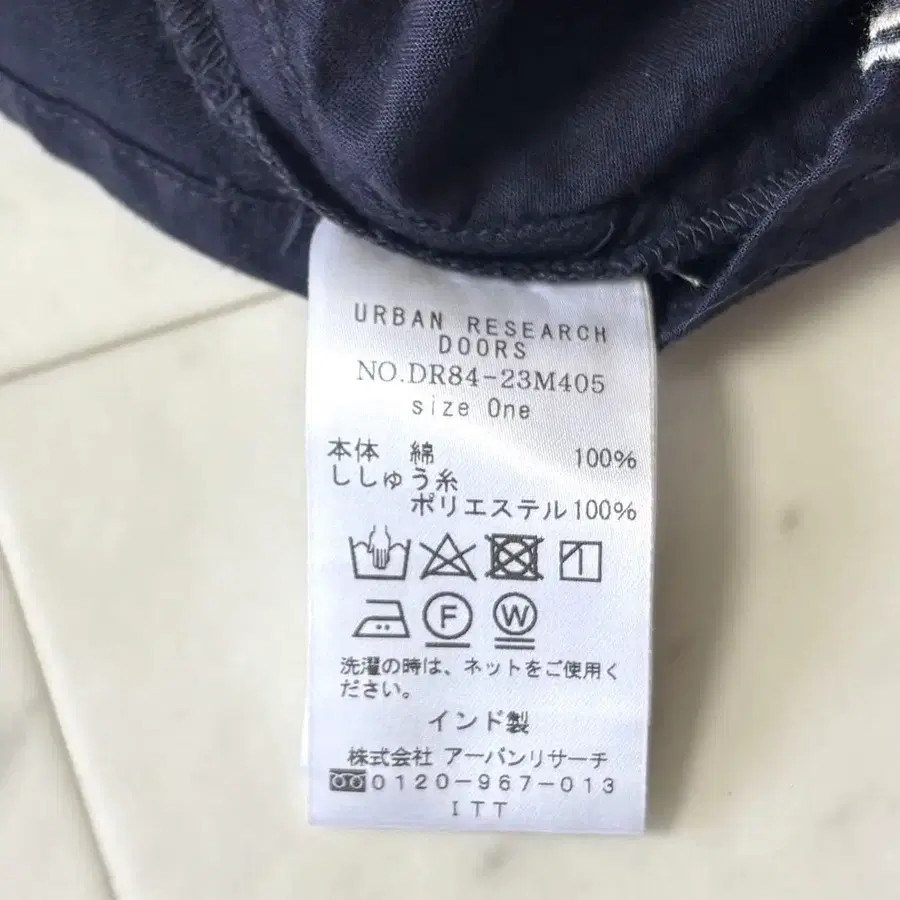 URBAN RESEARCH
DOORS
NO.DR84-23M405
size One
本体 綿 100%
ししゅう糸
ポリエステル100%
F W
洗濯の時は、ネットをご使用く
ださい。
インド製
株式会社 アーバンリサーチ
0120-967-013
ITT